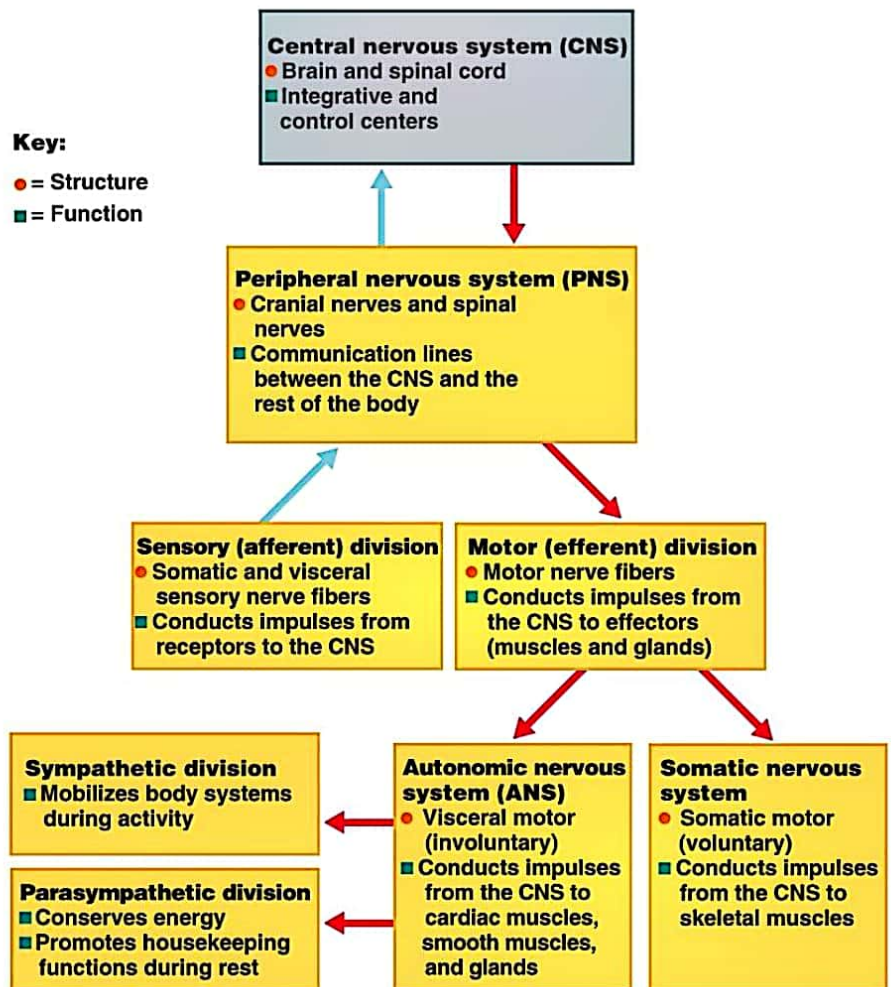 Central nervous system (CNS)
Brain and spinal cord
Integrative and
control centers
Key:
= Structure
= Function
Peripheral nervous system (PNS)
Cranial nerves and spinal
nerves
Communication lines
between the CNS and the
rest of the body
Sensory (afferent) division
Somatic and visceral
sensory nerve fibers
Conducts impulses from
receptors to the CNS
Motor (efferent) division
Motor nerve fibers
Conducts impulses from
the CNS to effectors
(muscles and glands)
Sympathetic division
Mobilizes body systems
during activity
Parasympathetic division
Conserves energy
Promotes housekeeping
functions during rest
Autonomic nervous
system (ANS)
Visceral motor
(involuntary)
Conducts impulses
from the CNS to
cardiac muscles,
smooth muscles,
and glands
Somatic nervous
system
Somatic motor
(voluntary)
Conducts impulses
from the CNS to
skeletal muscles